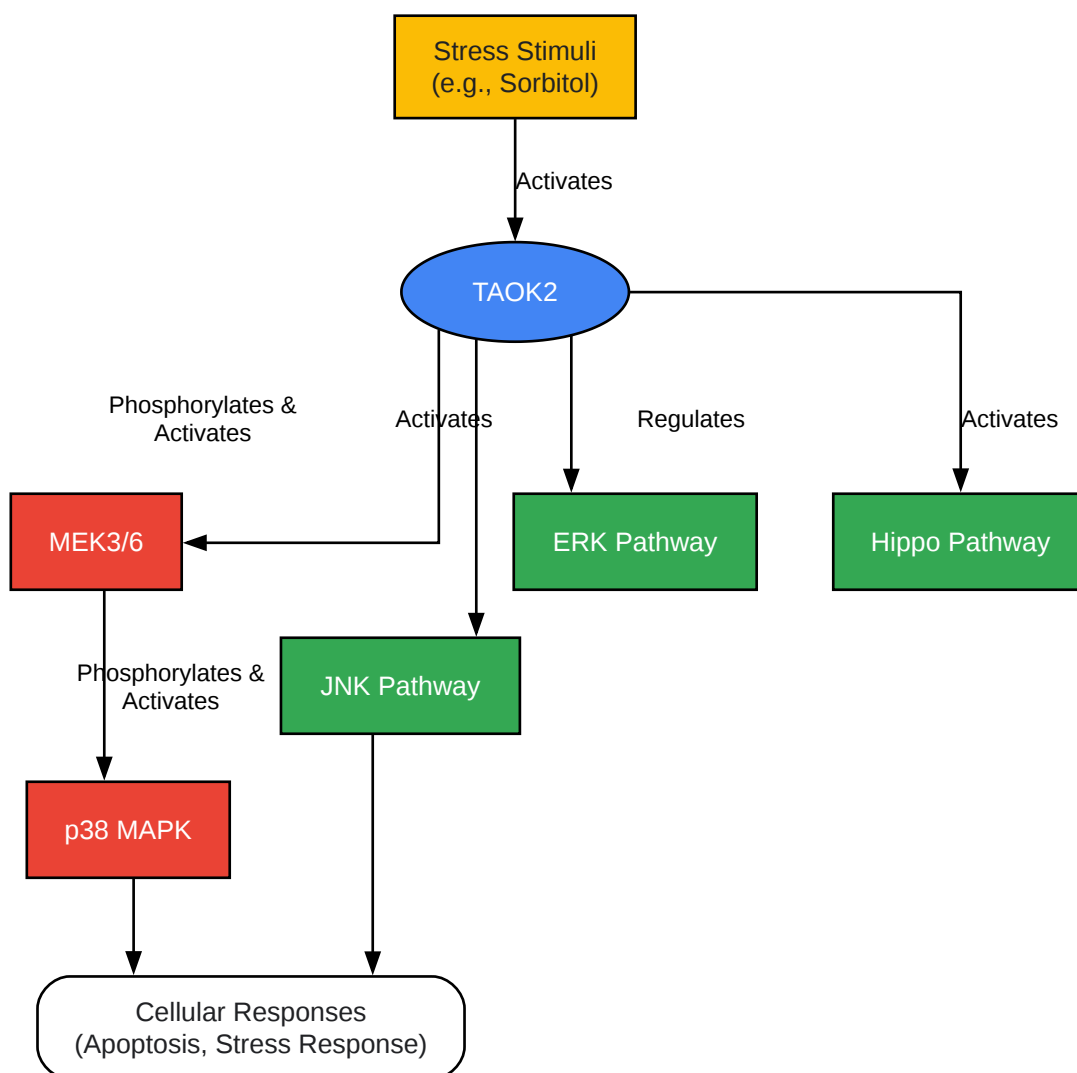 Stress Stimuli
(e.g., Sorbitol)
Activates
TAOK2
Phosphorylates &
Activates
Activates
Regulates
Activates
MEK3/6
ERK Pathway
Hippo Pathway
Phosphorylates &
Activates
JNK Pathway
p38 MAPK
Cellular Responses
(Apoptosis, Stress Response)